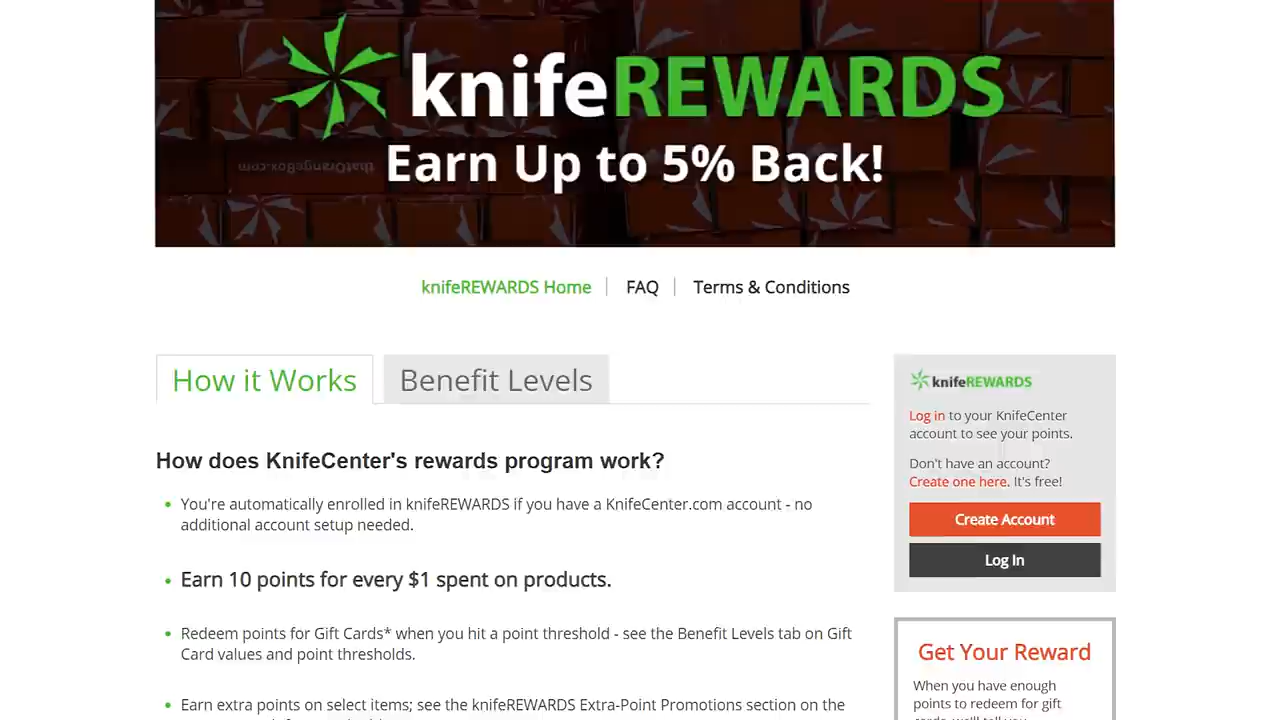 knifeREWARDS
thatOrangeBox.com
Earn Up to 5% Back!
knifeREWARDS Home
FAQ
Terms & Conditions
How it Works
Benefit Levels
knifeREWARDS
Log in to your KnifeCenter
account to see your points.
Don't have an account?
Create one here. It's free!
Create Account
Log In
How does KnifeCenter's rewards program work?
You're automatically enrolled in knifeREWARDS if you have a KnifeCenter.com account - no
additional account setup needed.
Earn 10 points for every $1 spent on products.
Redeem points for Gift Cards* when you hit a point threshold - see the Benefit Levels tab on Gift
Card values and point thresholds.
Earn extra points on select items; see the knifeREWARDS Extra-Point Promotions section on the
Get Your Reward
When you have enough
points to redeem for gift